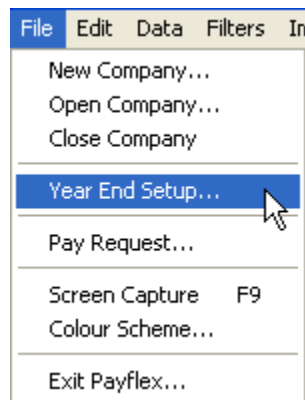 File Edit Data Filters
New Company...
Open Company...
Close Company
Year End Setup...
Pay Request...
Screen Capture F9
Colour Scheme...
Exit Payflex...